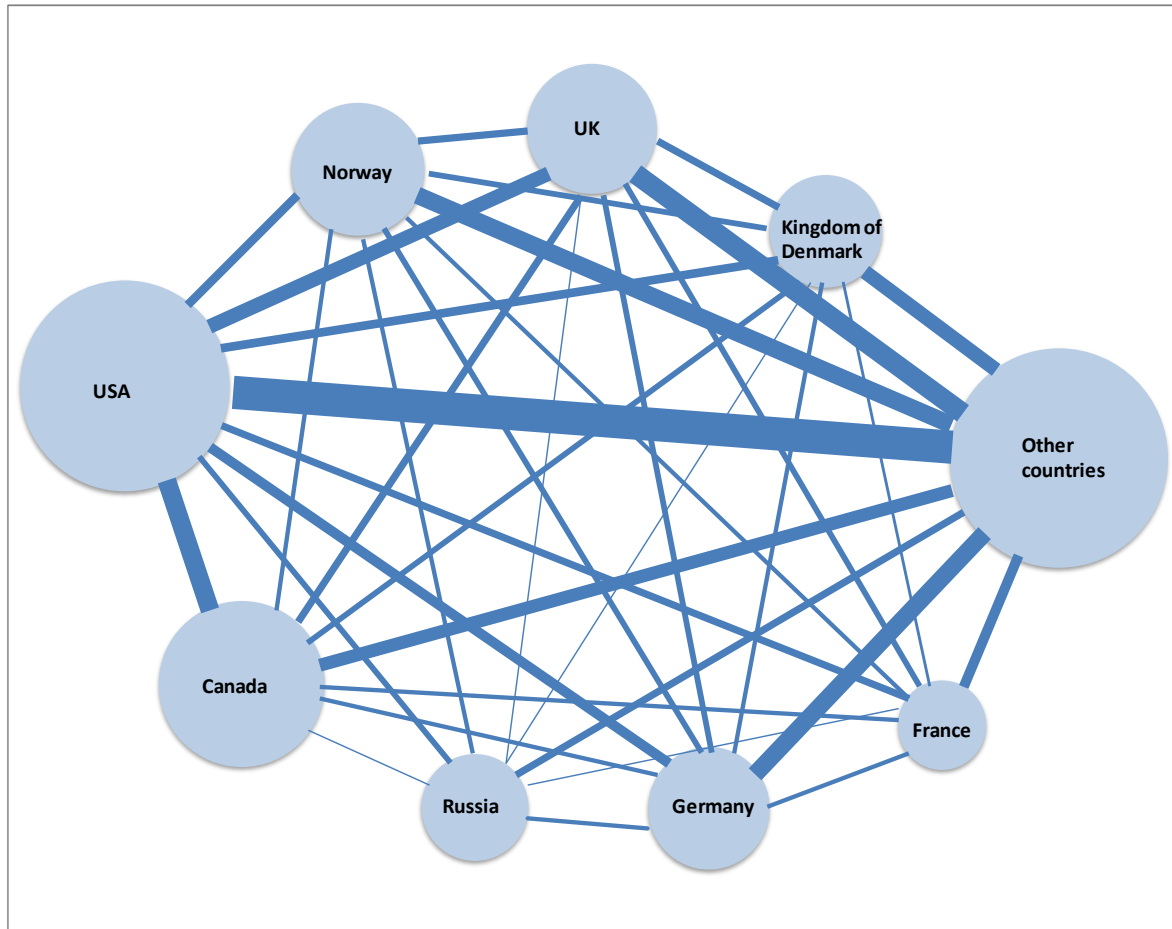 UK
Norway
Kingdom of
Denmark
USA
Other
countries
Canada
France
Russia
Germany